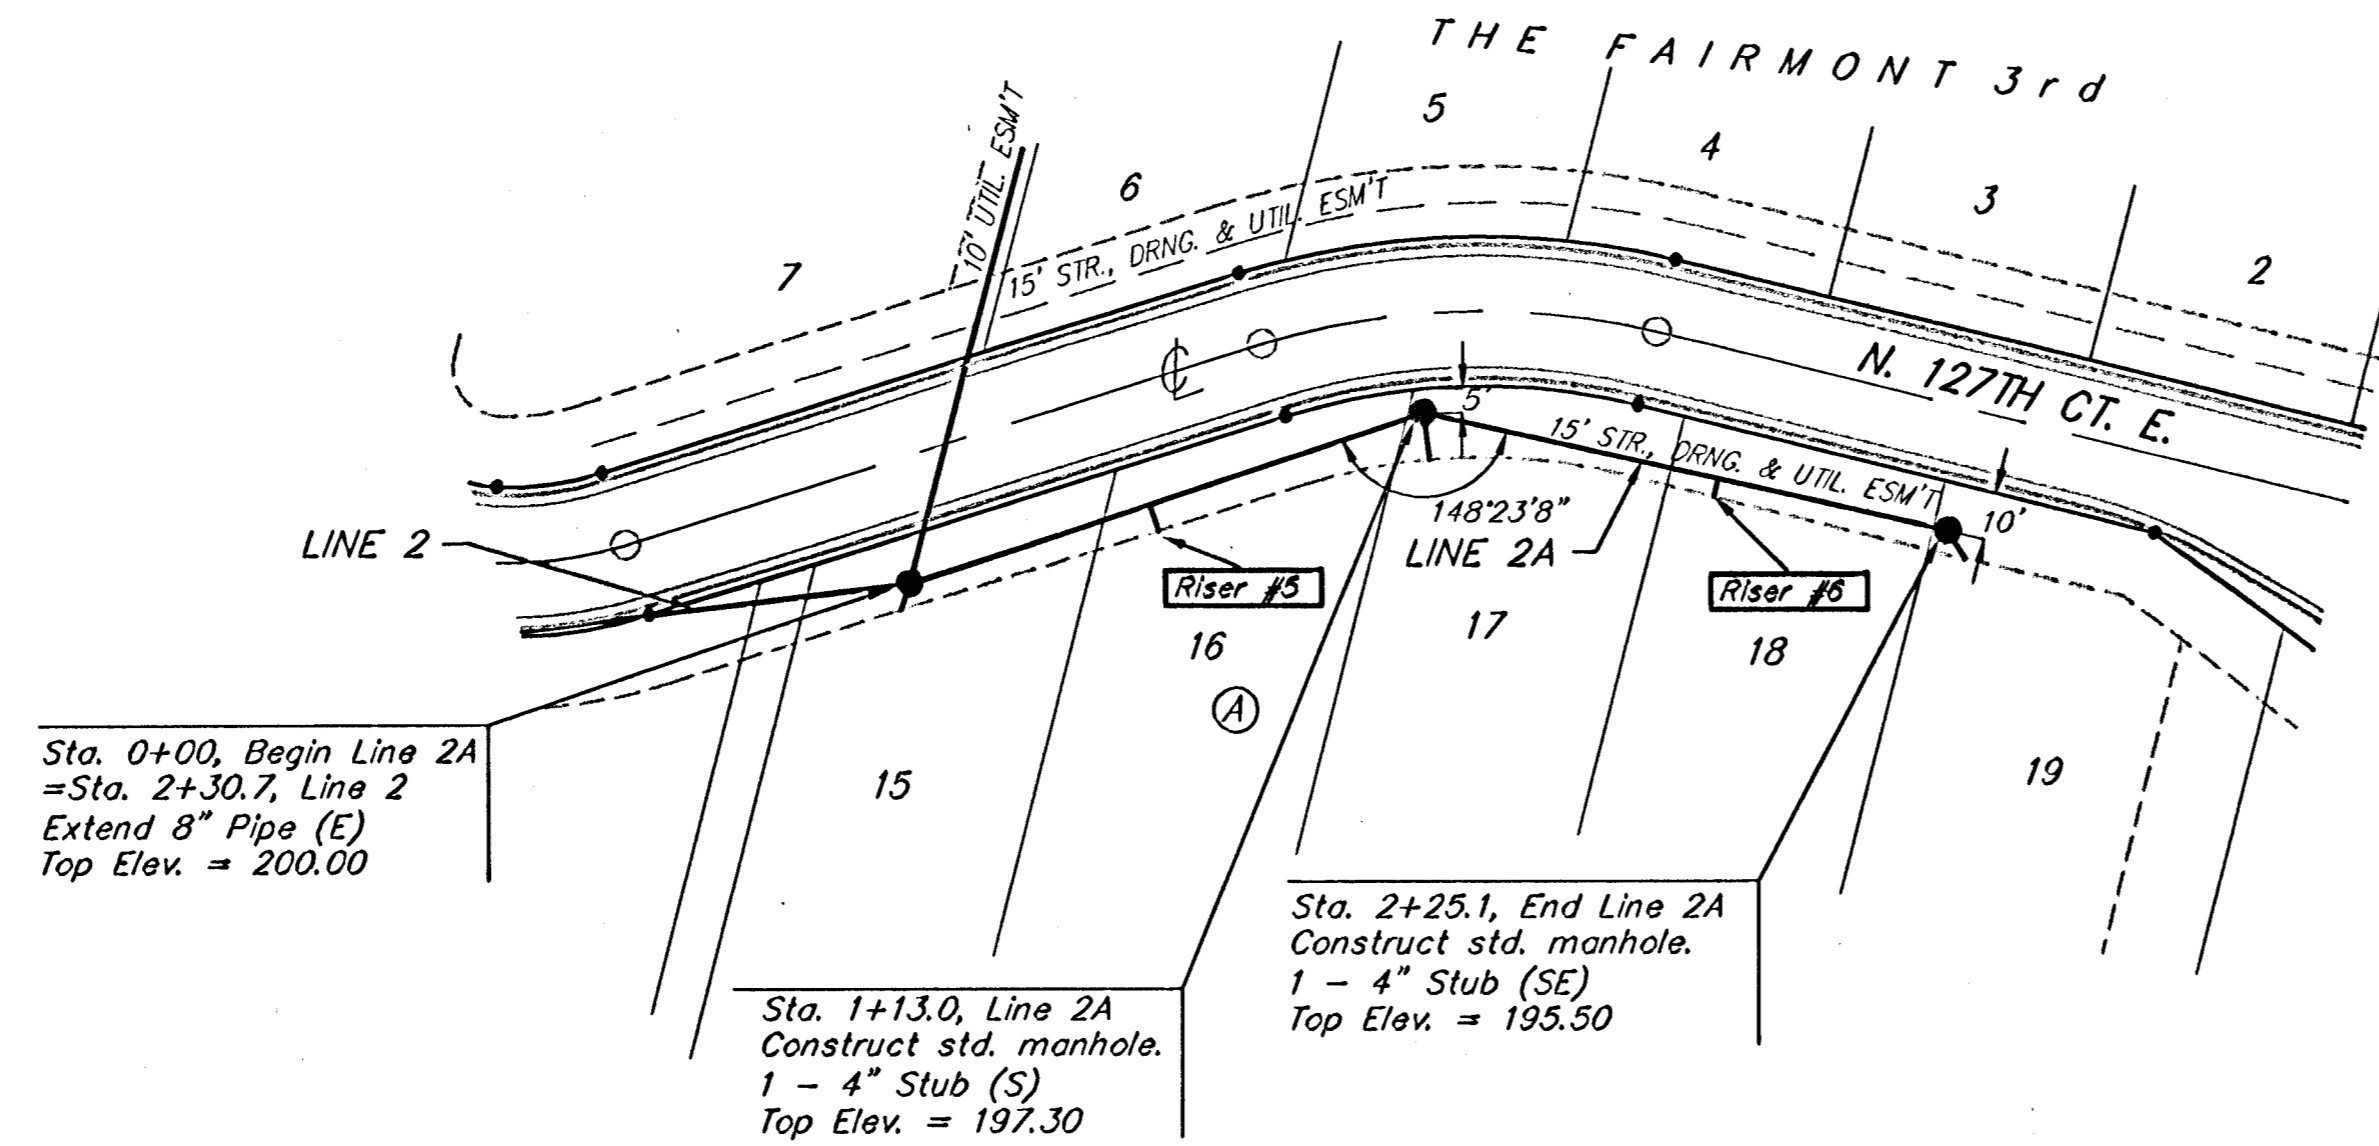 THE FAIRMONT 3rd
5
4
3
2
6
7
10' UTIL. ESM'T
15' STR., DRNG. & UTIL. ESM'T
℄
N. 127TH CT. E.
5'
15' STR., DRNG. & UTIL. ESM'T
10'
148°23'8"
LINE 2
LINE 2A
Riser #5
Riser #6
16
17
18
A
15
19
Sta. 0+00, Begin Line 2A
=Sta. 2+30.7, Line 2
Extend 8" Pipe (E)
Top Elev. = 200.00
Sta. 1+13.0, Line 2A
Construct std. manhole.
1 - 4" Stub (S)
Top Elev. = 197.30
Sta. 2+25.1, End Line 2A
Construct std. manhole.
1 - 4" Stub (SE)
Top Elev. = 195.50